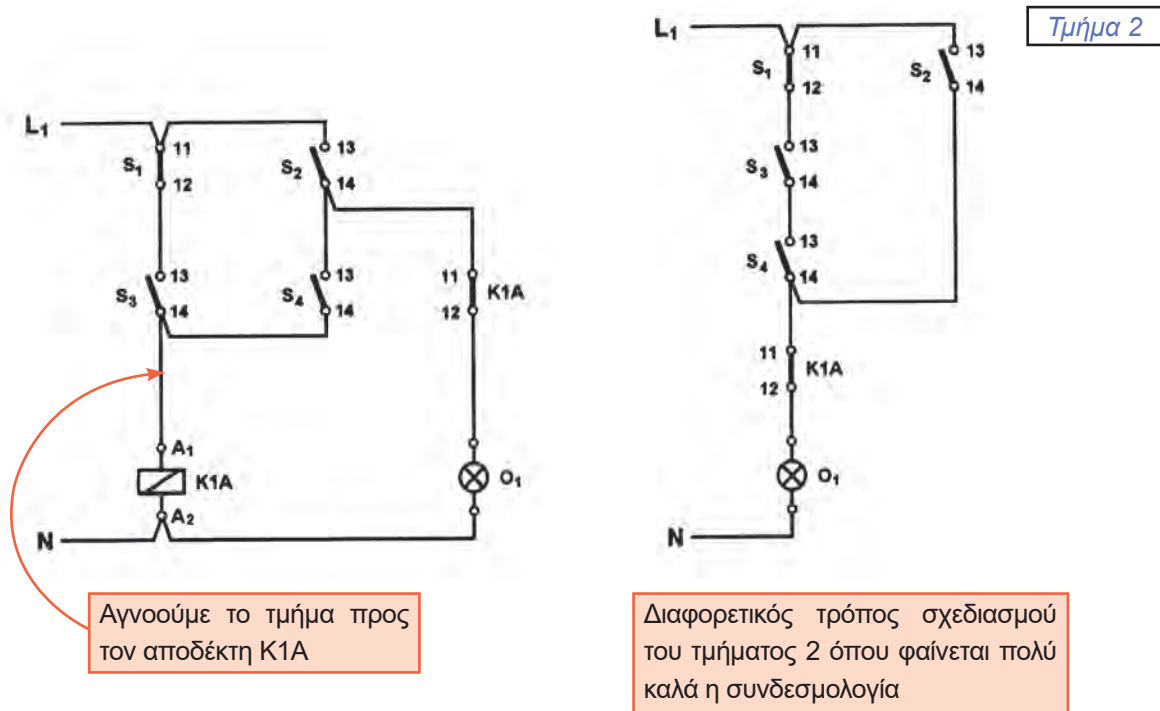 Τμήμα 2
L1
11
S1
12
13
S2
14
13
S3
14
13
S4
14
11
K1A
12
A1
K1A
A2
O1
N
Αγνοούμε το τμήμα προς
τον αποδέκτη K1A
L1
11
S1
12
13
S2
14
13
S3
14
13
S4
14
11
K1A
12
O1
N
Διαφορετικός τρόπος σχεδιασμού
του τμήματος 2 όπου φαίνεται πολύ
καλά η συνδεσμολογία